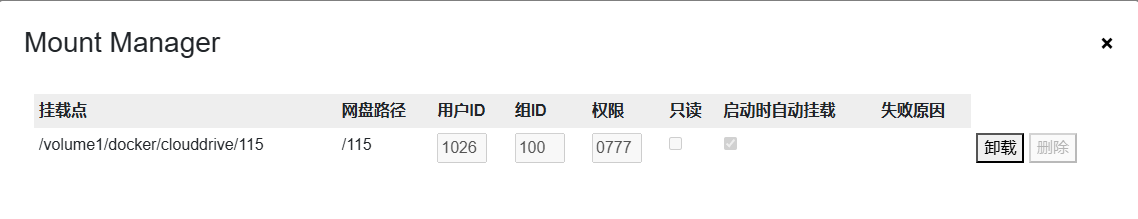 Mount Manager
×
挂载点 网盘路径 用户ID 组ID 权限 只读 启动时自动挂载 失败原因
/volume1/docker/clouddrive/115 /115 1026 100 0777 卸载 删除